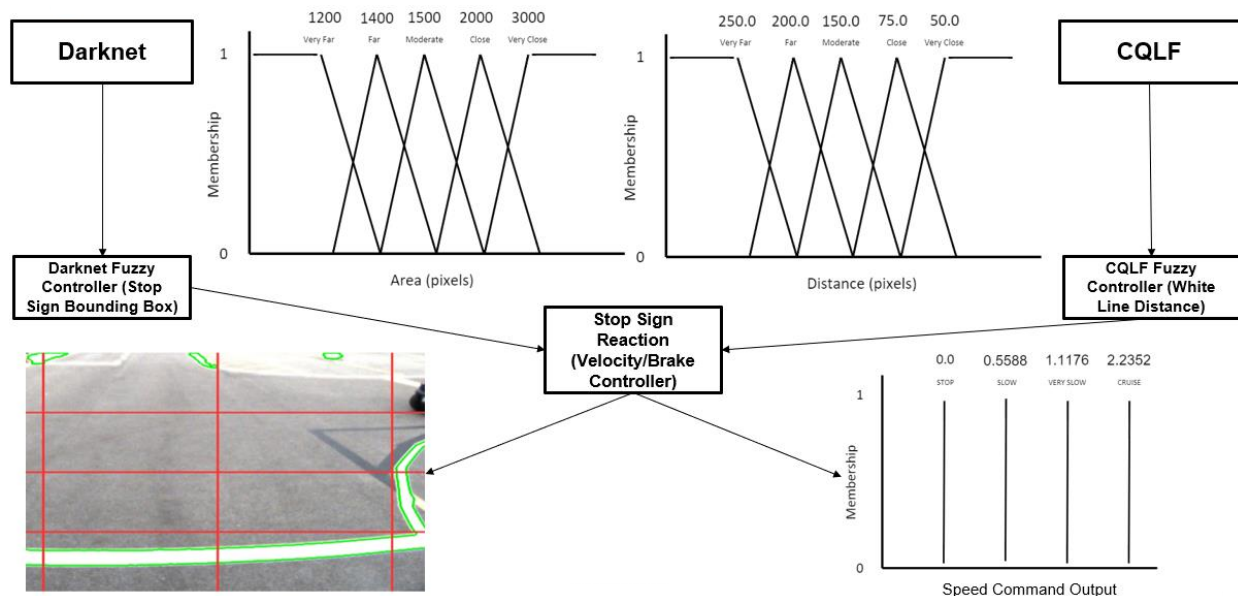 Darknet
1200 1400 1500 2000 3000
Very Far Far Moderate Close Very Close
1
Membership
0
Area (pixels)
250.0 200.0 150.0 75.0 50.0
Very Far Far Moderate Close Very Close
1
Membership
0
Distance (pixels)
CQLF
Darknet Fuzzy
Controller (Stop
Sign Bounding Box)
CQLF Fuzzy
Controller (White
Line Distance)
Stop Sign
Reaction
(Velocity/Brake
Controller)
0.0 0.5588 1.1176 2.2352
STOP SLOW VERY SLOW CRUISE
1
Membership
0
Speed Command Output